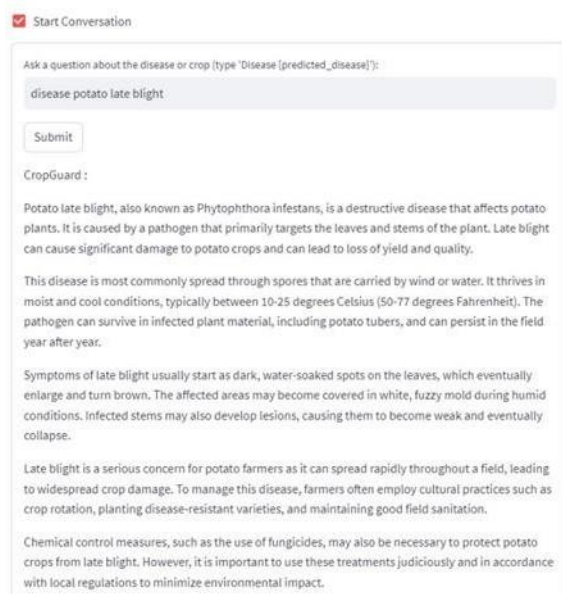 Start Conversation
Ask a question about the disease or crop (type 'Disease [predicted_disease]'):
disease potato late blight
Submit
CropGuard :
Potato late blight, also known as Phytophthora infestans, is a destructive disease that affects potato
plants. It is caused by a pathogen that primarily targets the leaves and stems of the plant. Late blight
can cause significant damage to potato crops and can lead to loss of yield and quality.
This disease is most commonly spread through spores that are carried by wind or water. It thrives in
moist and cool conditions, typically between 10-25 degrees Celsius (50-77 degrees Fahrenheit). The
pathogen can survive in infected plant material, including potato tubers, and can persist in the field
year after year.
Symptoms of late blight usually start as dark, water-soaked spots on the leaves, which eventually
enlarge and turn brown. The affected areas may become covered in white, fuzzy mold during humid
conditions. Infected stems may also develop lesions, causing them to become weak and eventually
collapse.
Late blight is a serious concern for potato farmers as it can spread rapidly throughout a field, leading
to widespread crop damage. To manage this disease, farmers often employ cultural practices such as
crop rotation, planting disease-resistant varieties, and maintaining good field sanitation.
Chemical control measures, such as the use of fungicides, may also be necessary to protect potato
crops from late blight. However, it is important to use these treatments judiciously and in accordance
with local regulations to minimize environmental impact.